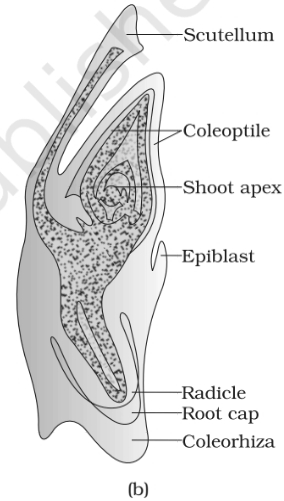 Scutellum
Coleoptile
Shoot apex
Epiblast
Radicle
Root cap
Coleorhiza
(b)